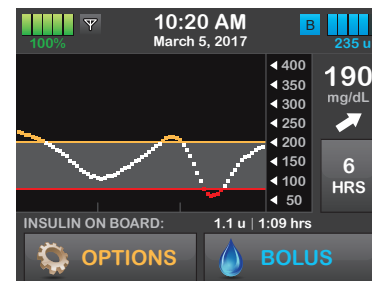 100%
10:20 AM
March 5, 2017
B
235 u
400
350
300
250
200
150
100
50
190
mg/dL
6
HRS
INSULIN ON BOARD: 1.1 u | 1:09 hrs
OPTIONS
BOLUS